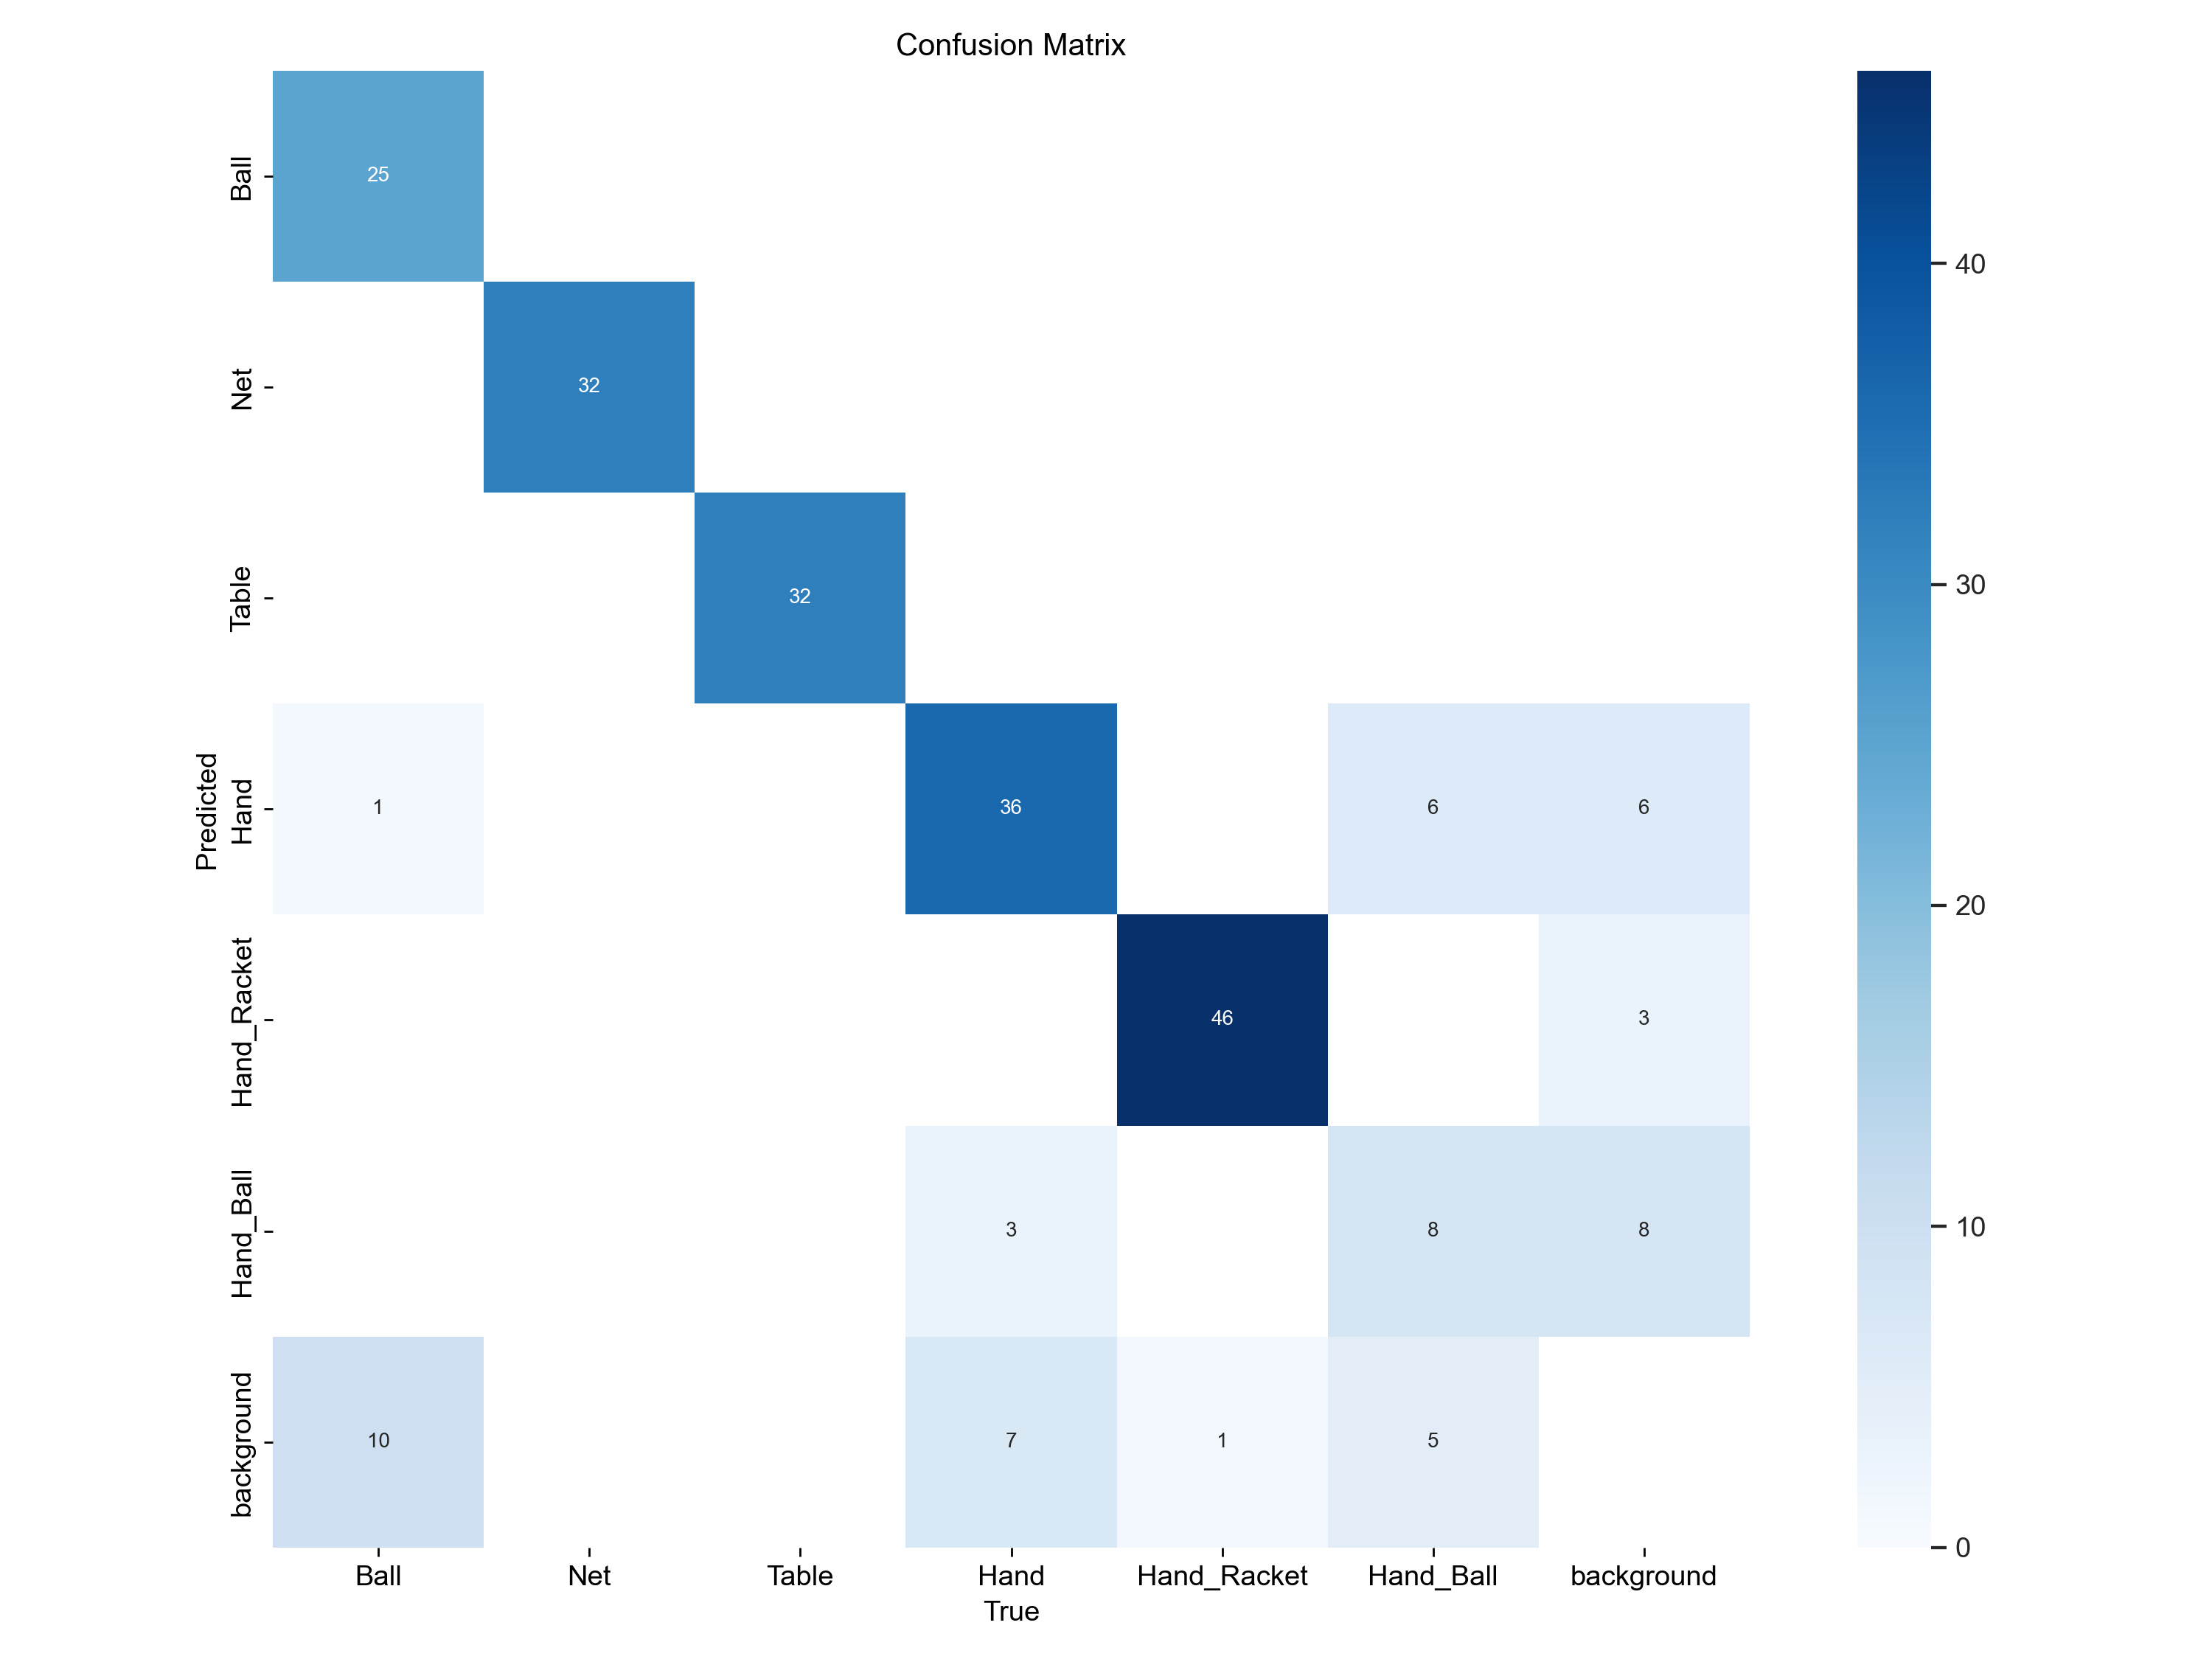 Confusion Matrix
Ball
25
Net
32
Table
32
Predicted
Hand
1
36
6
6
Hand_Racket
46
3
Hand_Ball
3
8
8
background
10
7
1
5
Ball
Net
Table
Hand
Hand_Racket
Hand_Ball
background
True
40
30
20
10
0